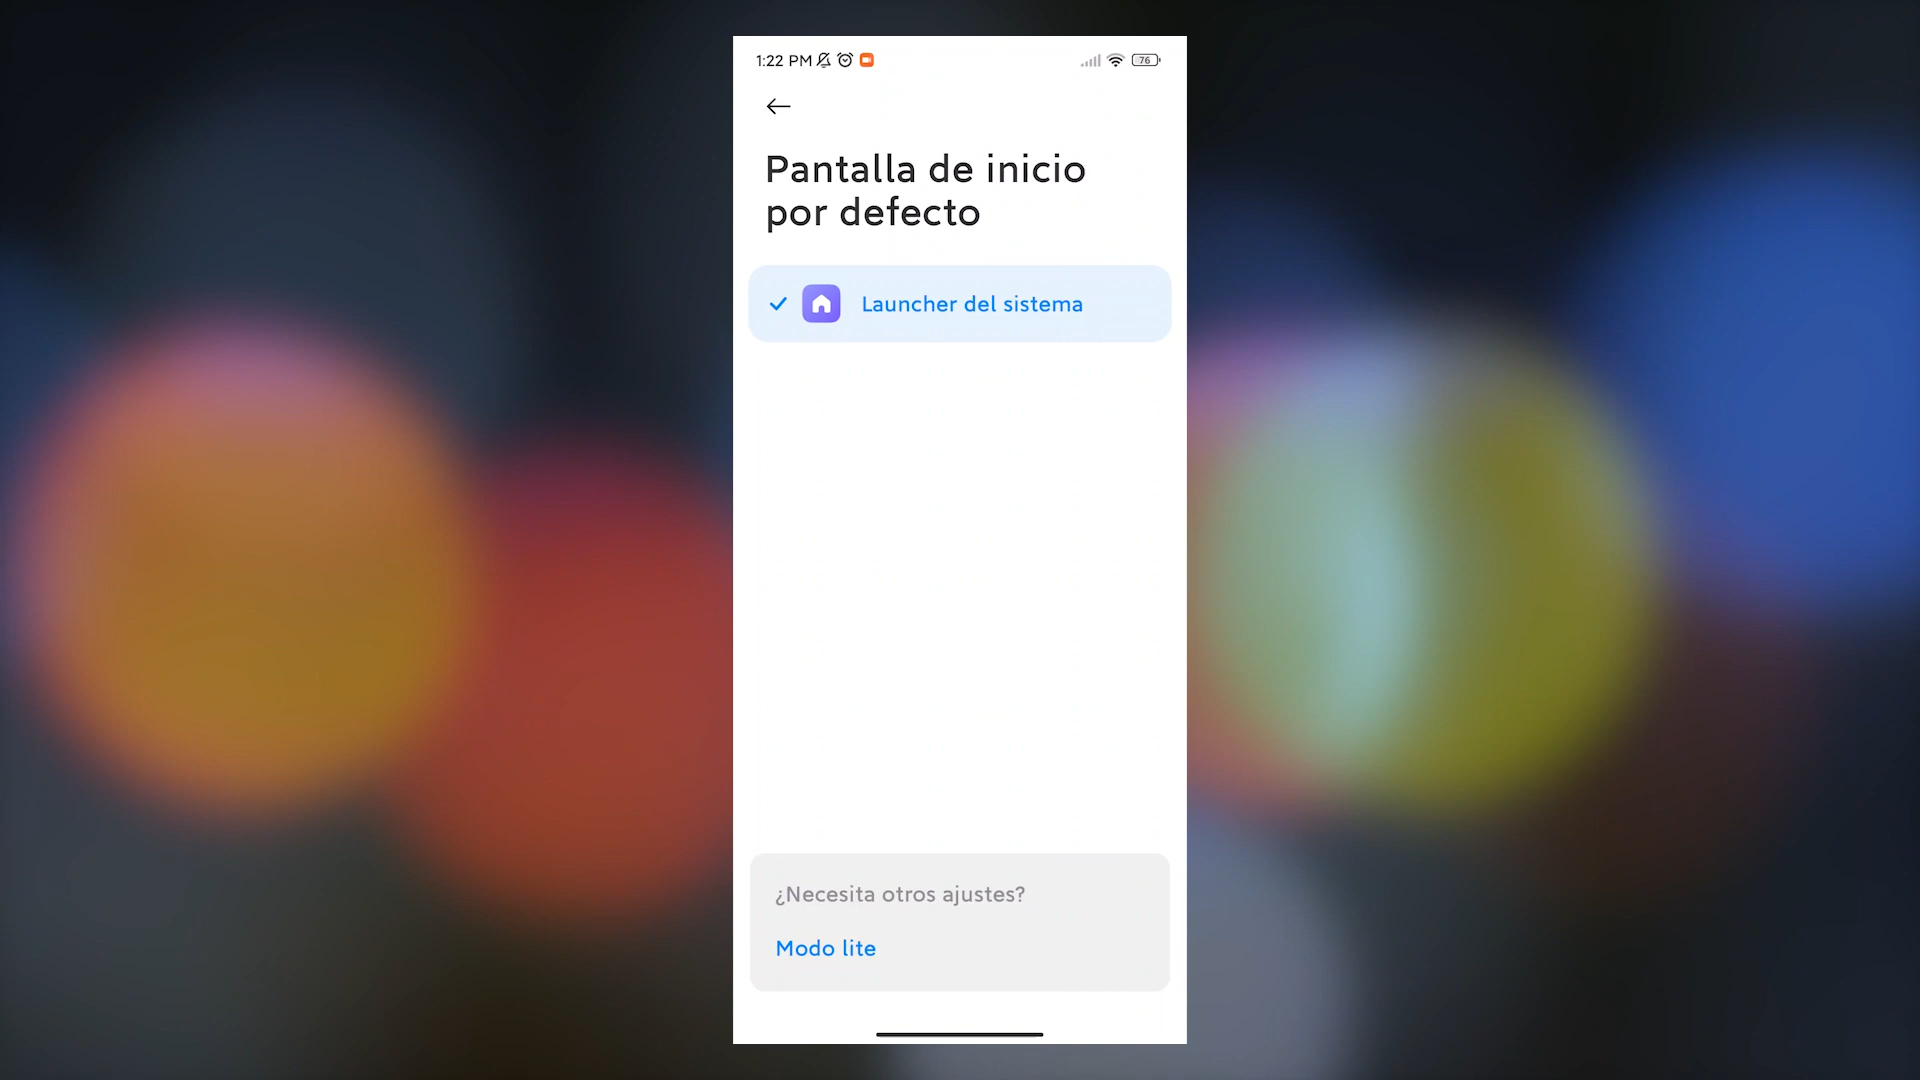 1:22 PM
76
Pantalla de inicio
por defecto
Launcher del sistema
¿Necesita otros ajustes?
Modo lite